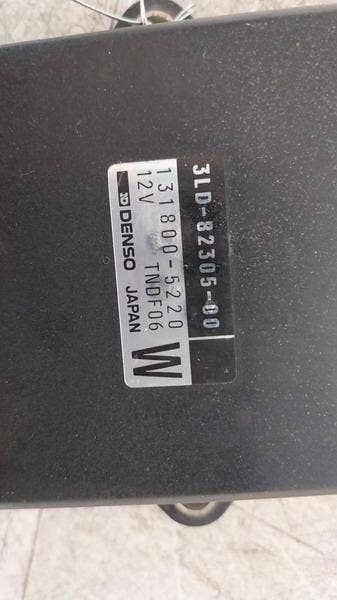 3LD-82305-00
131800-5220
12V TNDF06
DENSO JAPAN
W